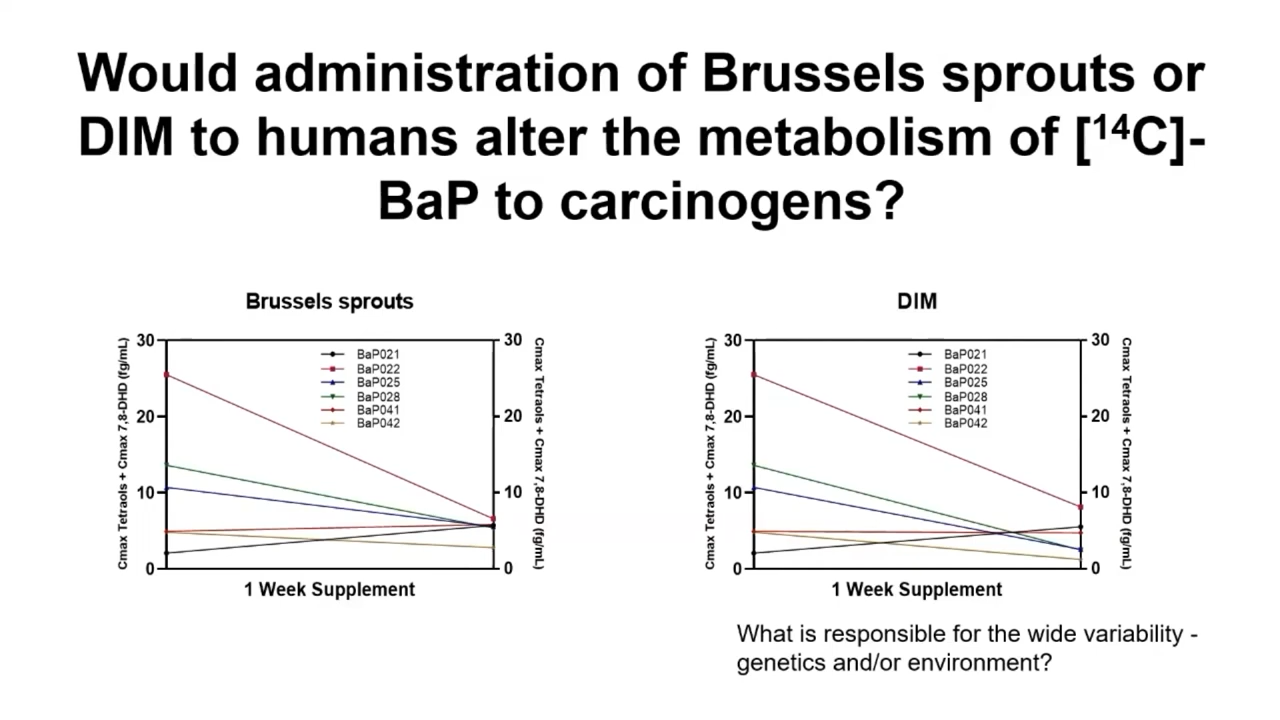 Would administration of Brussels sprouts or
DIM to humans alter the metabolism of [¹⁴C]-
BaP to carcinogens?
Brussels sprouts
Cmax Tetraols + Cmax 7,8-DHD (fg/mL)
30
20
10
0
BaP021
BaP022
BaP025
BaP028
BaP041
BaP042
30
20
10
0
Cmax Tetraols + Cmax 7,8-DHD (fg/mL)
1 Week Supplement
DIM
Cmax Tetraols + Cmax 7,8-DHD (fg/mL)
30
20
10
0
BaP021
BaP022
BaP025
BaP028
BaP041
BaP042
30
20
10
0
Cmax Tetraols + Cmax 7,8-DHD (fg/mL)
1 Week Supplement
What is responsible for the wide variability -
genetics and/or environment?